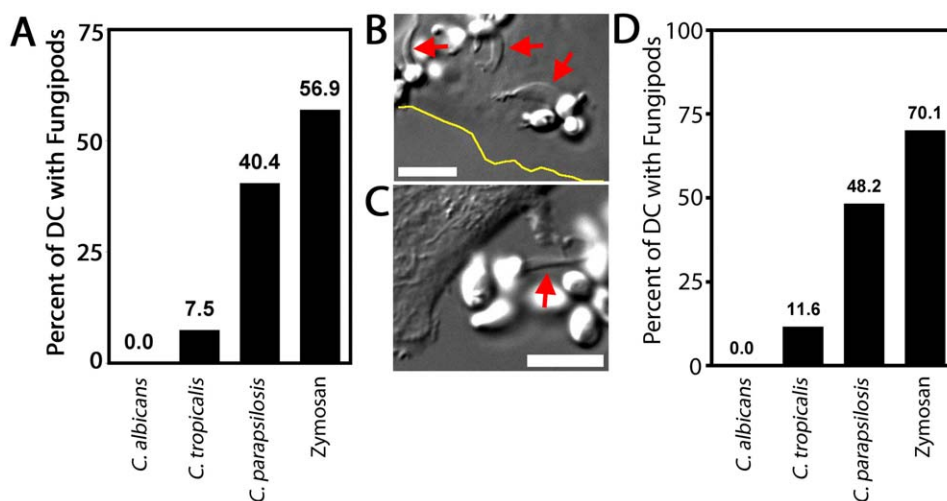 A
Percent of DC with Fungipods
75
50
25
0
0.0
7.5
40.4
56.9
C. albicans
C. tropicalis
C. parapsilosis
Zymosan
B
C
D
Percent of DC with Fungipods
100
75
50
25
0
0.0
11.6
48.2
70.1
C. albicans
C. tropicalis
C. parapsilosis
Zymosan